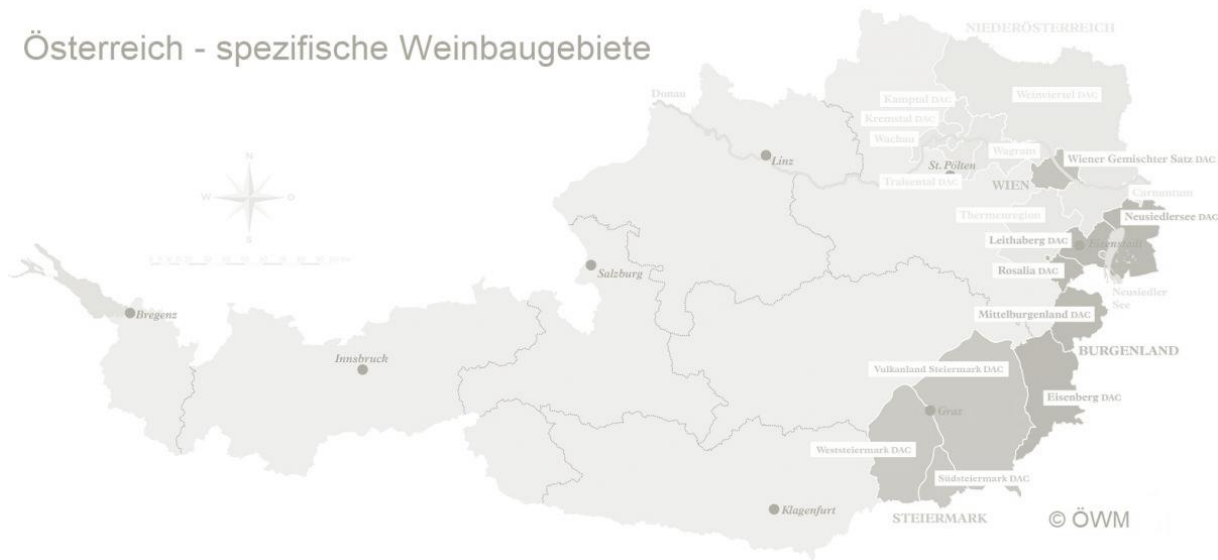 Österreich - spezifische Weinbaugebiete
NIEDERÖSTERREICH
Donau
Kamptal DAC
Weinviertel DAC
Kremstal DAC
Wachau
Wagram
Linz
St. Pölten
Wiener Gemischter Satz DAC
Traisental DAC
WIEN
N
W
O
S
Carnuntum
Thermenregion
Neusiedlersee DAC
Leithaberg DAC
Eisenstadt
Salzburg
Rosalia DAC
Neusiedler
See
Bregenz
Mittelburgenland DAC
Innsbruck
BURGENLAND
Vulkanland Steiermark DAC
Eisenberg DAC
Graz
Weststeiermark DAC
Südsteiermark DAC
Klagenfurt
STEIERMARK
© ÖWM